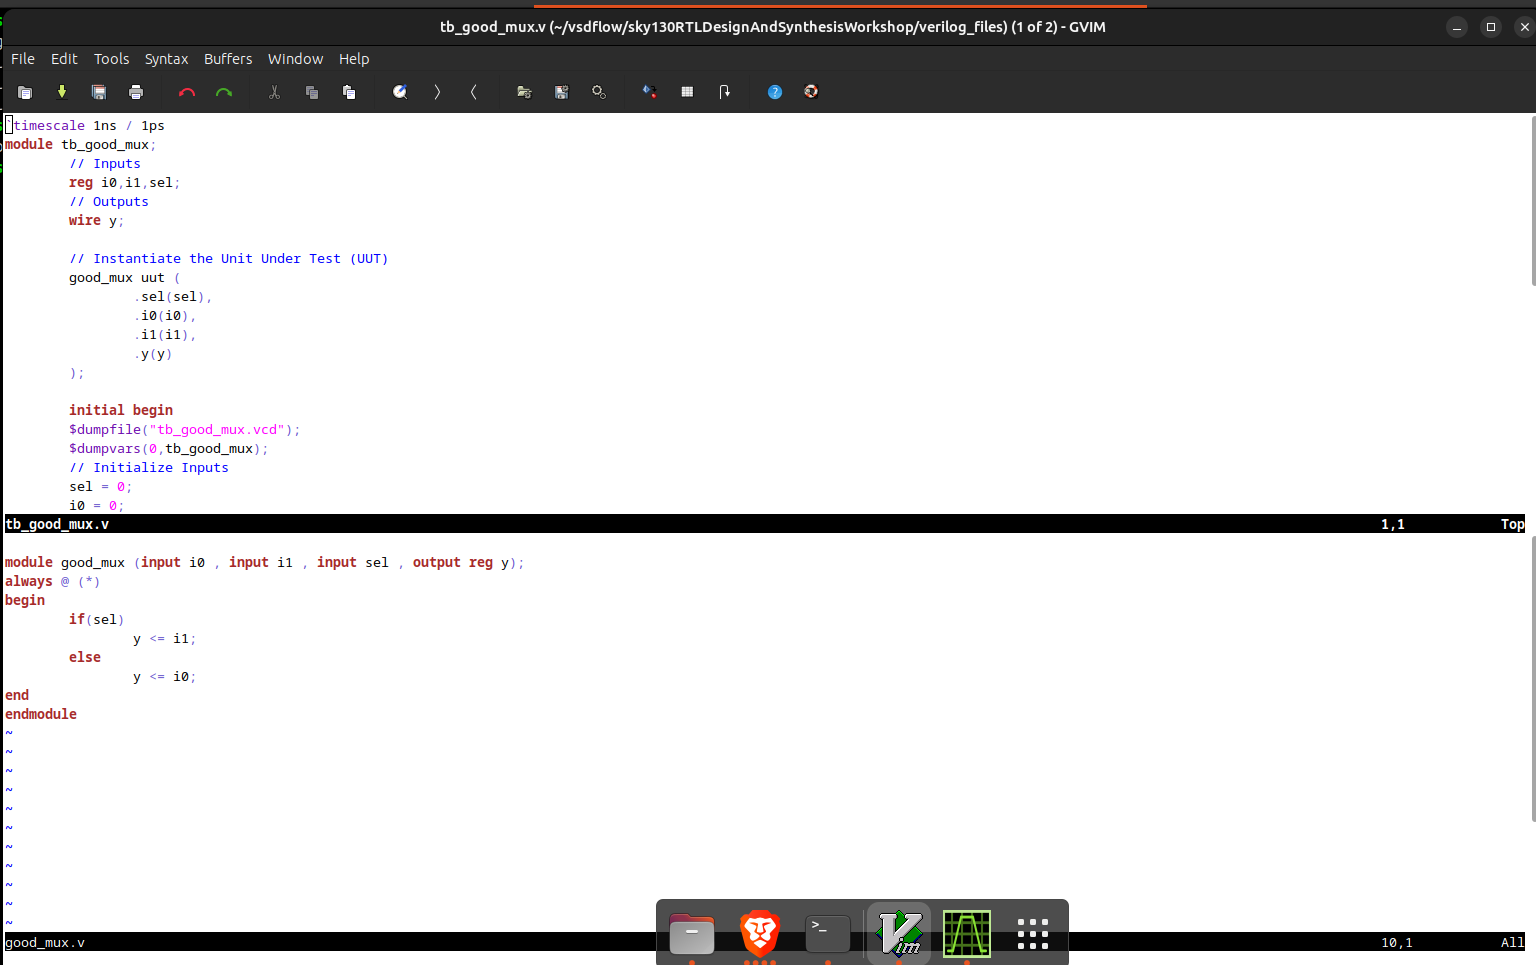 tb_good_mux.v (~/vsdflow/sky130RTLDesignAndSynthesisWorkshop/verilog_files) (1 of 2) - GVIM
File Edit Tools Syntax Buffers Window Help
`timescale 1ns / 1ps
module tb_good_mux;
// Inputs
reg i0,i1,sel;
// Outputs
wire y;
// Instantiate the Unit Under Test (UUT)
good_mux uut (
.sel(sel),
.i0(i0),
.i1(i1),
.y(y)
);
initial begin
$dumpfile("tb_good_mux.vcd");
$dumpvars(0,tb_good_mux);
// Initialize Inputs
sel = 0;
i0 = 0;
tb_good_mux.v 1,1 Top
module good_mux (input i0 , input i1 , input sel , output reg y);
always @ (*)
begin
if(sel)
y <= i1;
else
y <= i0;
end
endmodule
~
~
~
~
~
~
~
~
~
~
~
good_mux.v 10,1 All